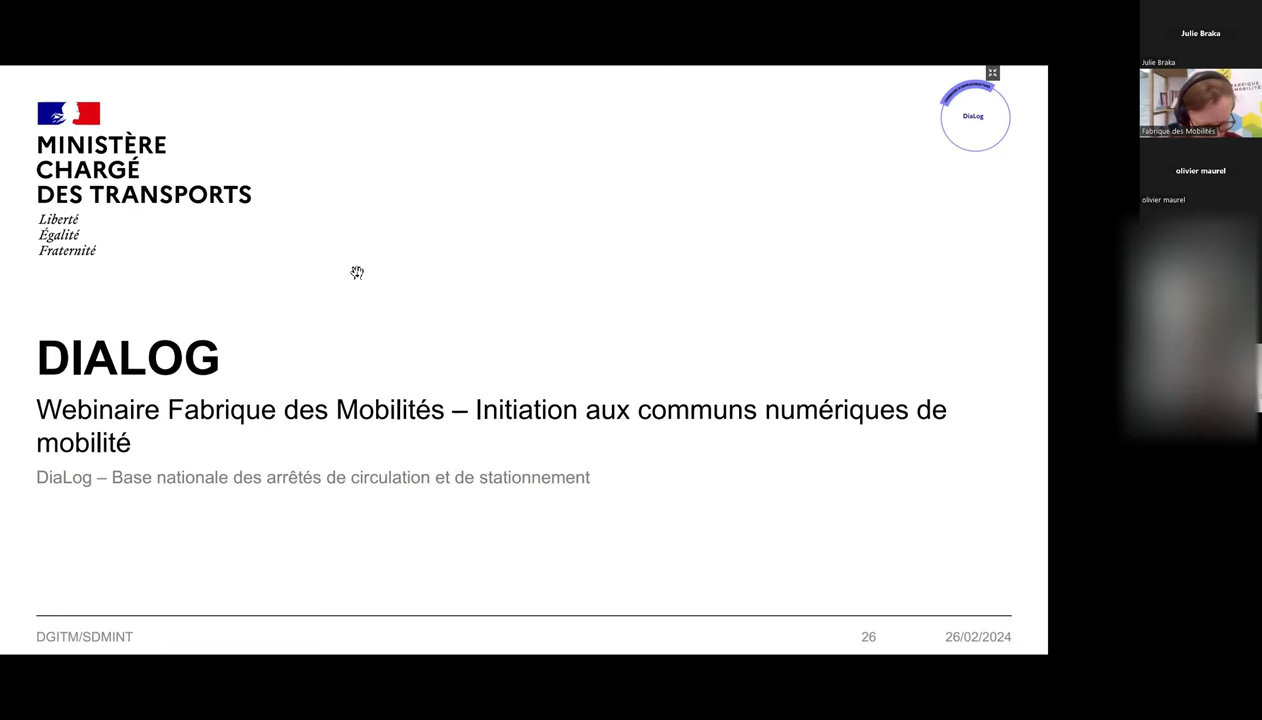 Julie Braka
Julie Braka
FABRIQUE
MOBILITÉS
Fabrique des Mobilités
olivier maurel
olivier maurel
DiaLog
MINISTÈRE
CHARGÉ
DES TRANSPORTS
Liberté
Égalité
Fraternité
DIALOG
Webinaire Fabrique des Mobilités – Initiation aux communs numériques de
mobilité
DiaLog – Base nationale des arrêtés de circulation et de stationnement
DGITM/SDMINT
26
26/02/2024